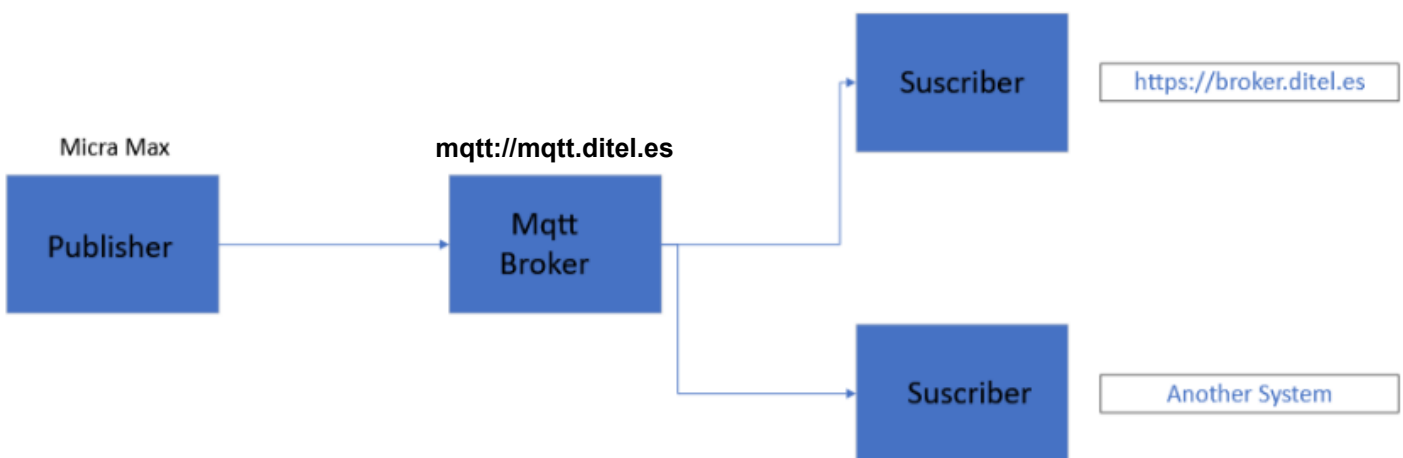 Micra Max
Publisher
mqtt://mqtt.ditel.es
Mqtt
Broker
Suscriber
https://broker.ditel.es
Suscriber
Another System